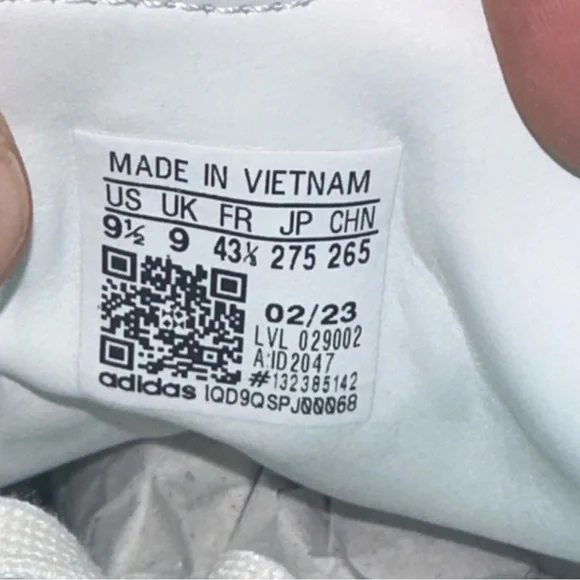 MADE IN VIETNAM
US UK FR JP CHN
9½ 9 43⅓ 275 265
02/23
LVL 029002
A:ID2047
#132385142
adidas IQD9QSPJ00068